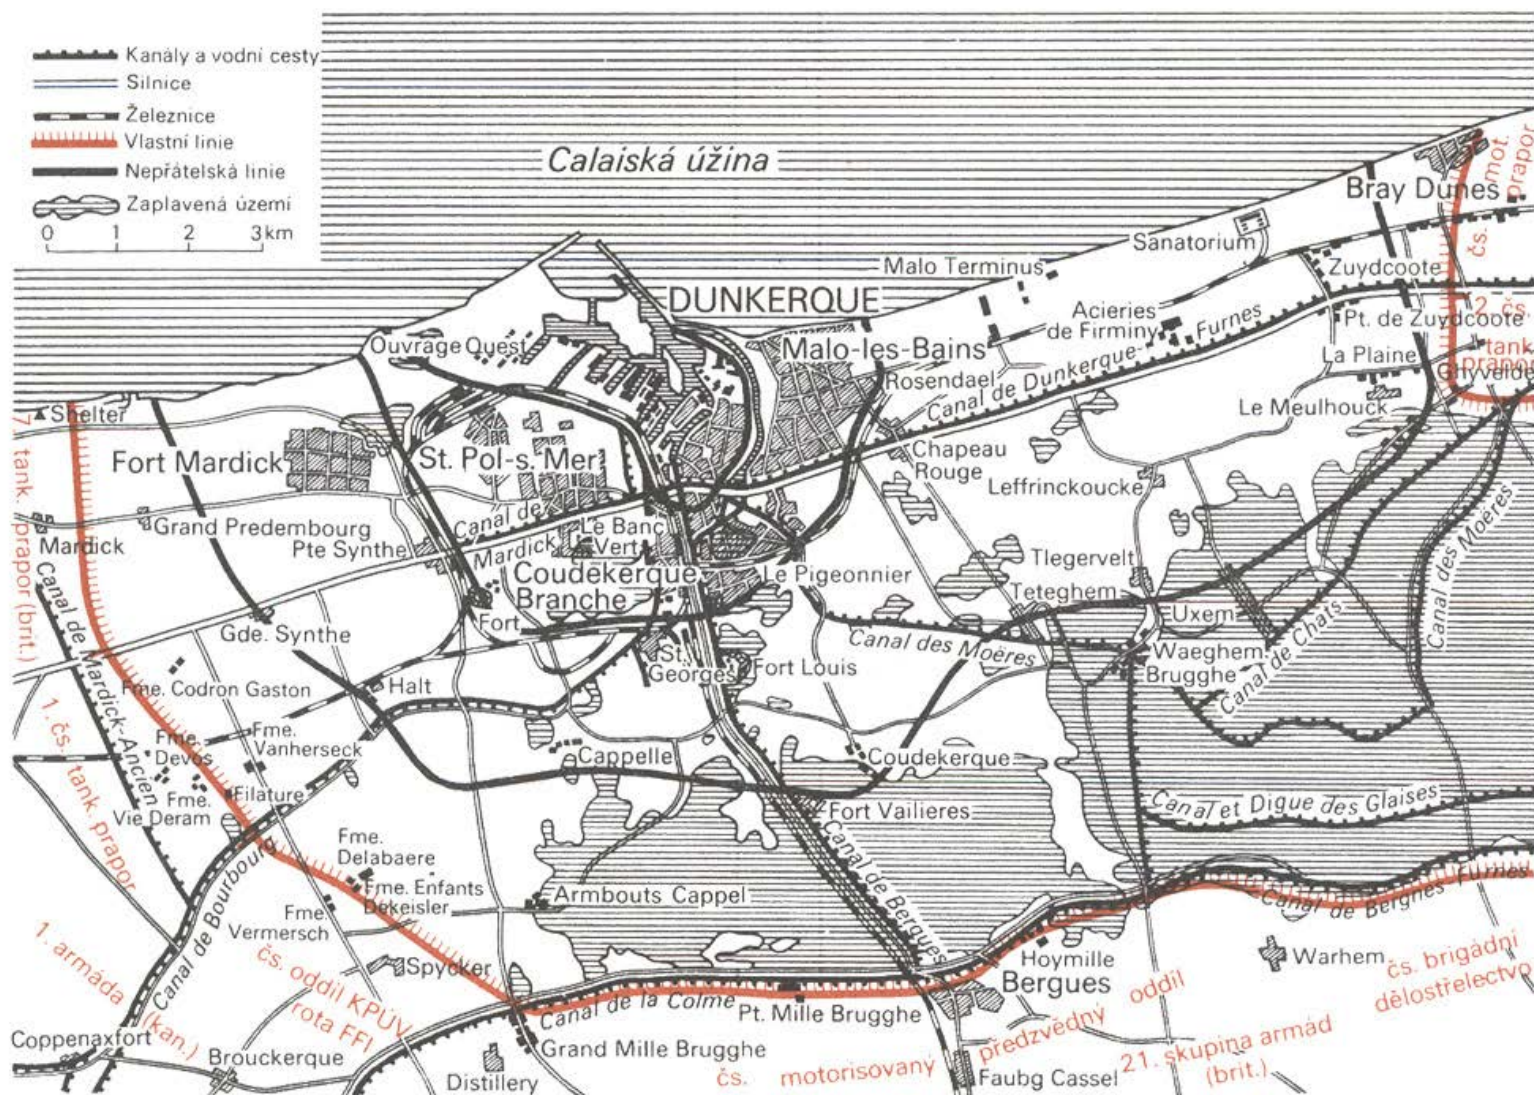 Kanály a vodní cesty
Silnice
Železnice
Vlastní linie
Nepřátelská linie
Zaplavená území
0 1 2 3 km
Calaiská úžina
Bray Dunes
čs. mot.
prapor
Sanatorium
Malo Terminus
Zuydcoote
DUNKERQUE
Acieries
de Firminy
Pt. de Zuydcoote
2. čs.
tank.
prapor
Ouvrage Quest
Malo-les-Bains
Canal de Dunkerque-Furnes
La Plaine
Ghyvelde
Rosendael
Shelter
Le Meulhouck
7. tank. prapor (brit.)
Fort Mardick
St. Pol-s. Mer
Chapeau
Rouge
Leffrinckoucke
Grand Predembourg
Mardick
Pte Synthe
Canal de
Mardick
Le Banc
Vert
Canal des Moëres
Coudekerque
Branche
Le Pigeonnier
Tlegervelt
Teteghem
Uxem
Gde. Synthe
Fort
Canal des Moëres
Canal de Chats
Waeghem
Brugghe
St.
Geörges
Fort Louis
Canal de Mardick-Ancien
Fme. Codron Gaston
Halt
1. čs. tank. prapor
Fme.
Vanherseck
Fme.
Devos
Cappelle
Coudekerque
Filature
Fme.
Vie Deram
Fort Vailieres
Canal et Digue des Glaises
Canal de Bourbourg
Fme.
Delabaere
Fme. Enfants
Dekeisler
Armbouts Cappel
Canal de Bergues
Canal de Bergnes Furnes
Fme.
Vermersch
1. armáda
(kan.)
čs. oddíl KPÚV
rota FFI
Spycker
Hoymille
Bergues
Warhem
čs. brigádní
dělostřelectvo
Canal de la Colme
Pt. Mille Brugghe
Coppenaxfort
Brouckerque
Grand Mille Brugghe
Distillery
čs. motorisovaný předzvědný oddíl
Faubg Cassel
21. skupina armád
(brit.)